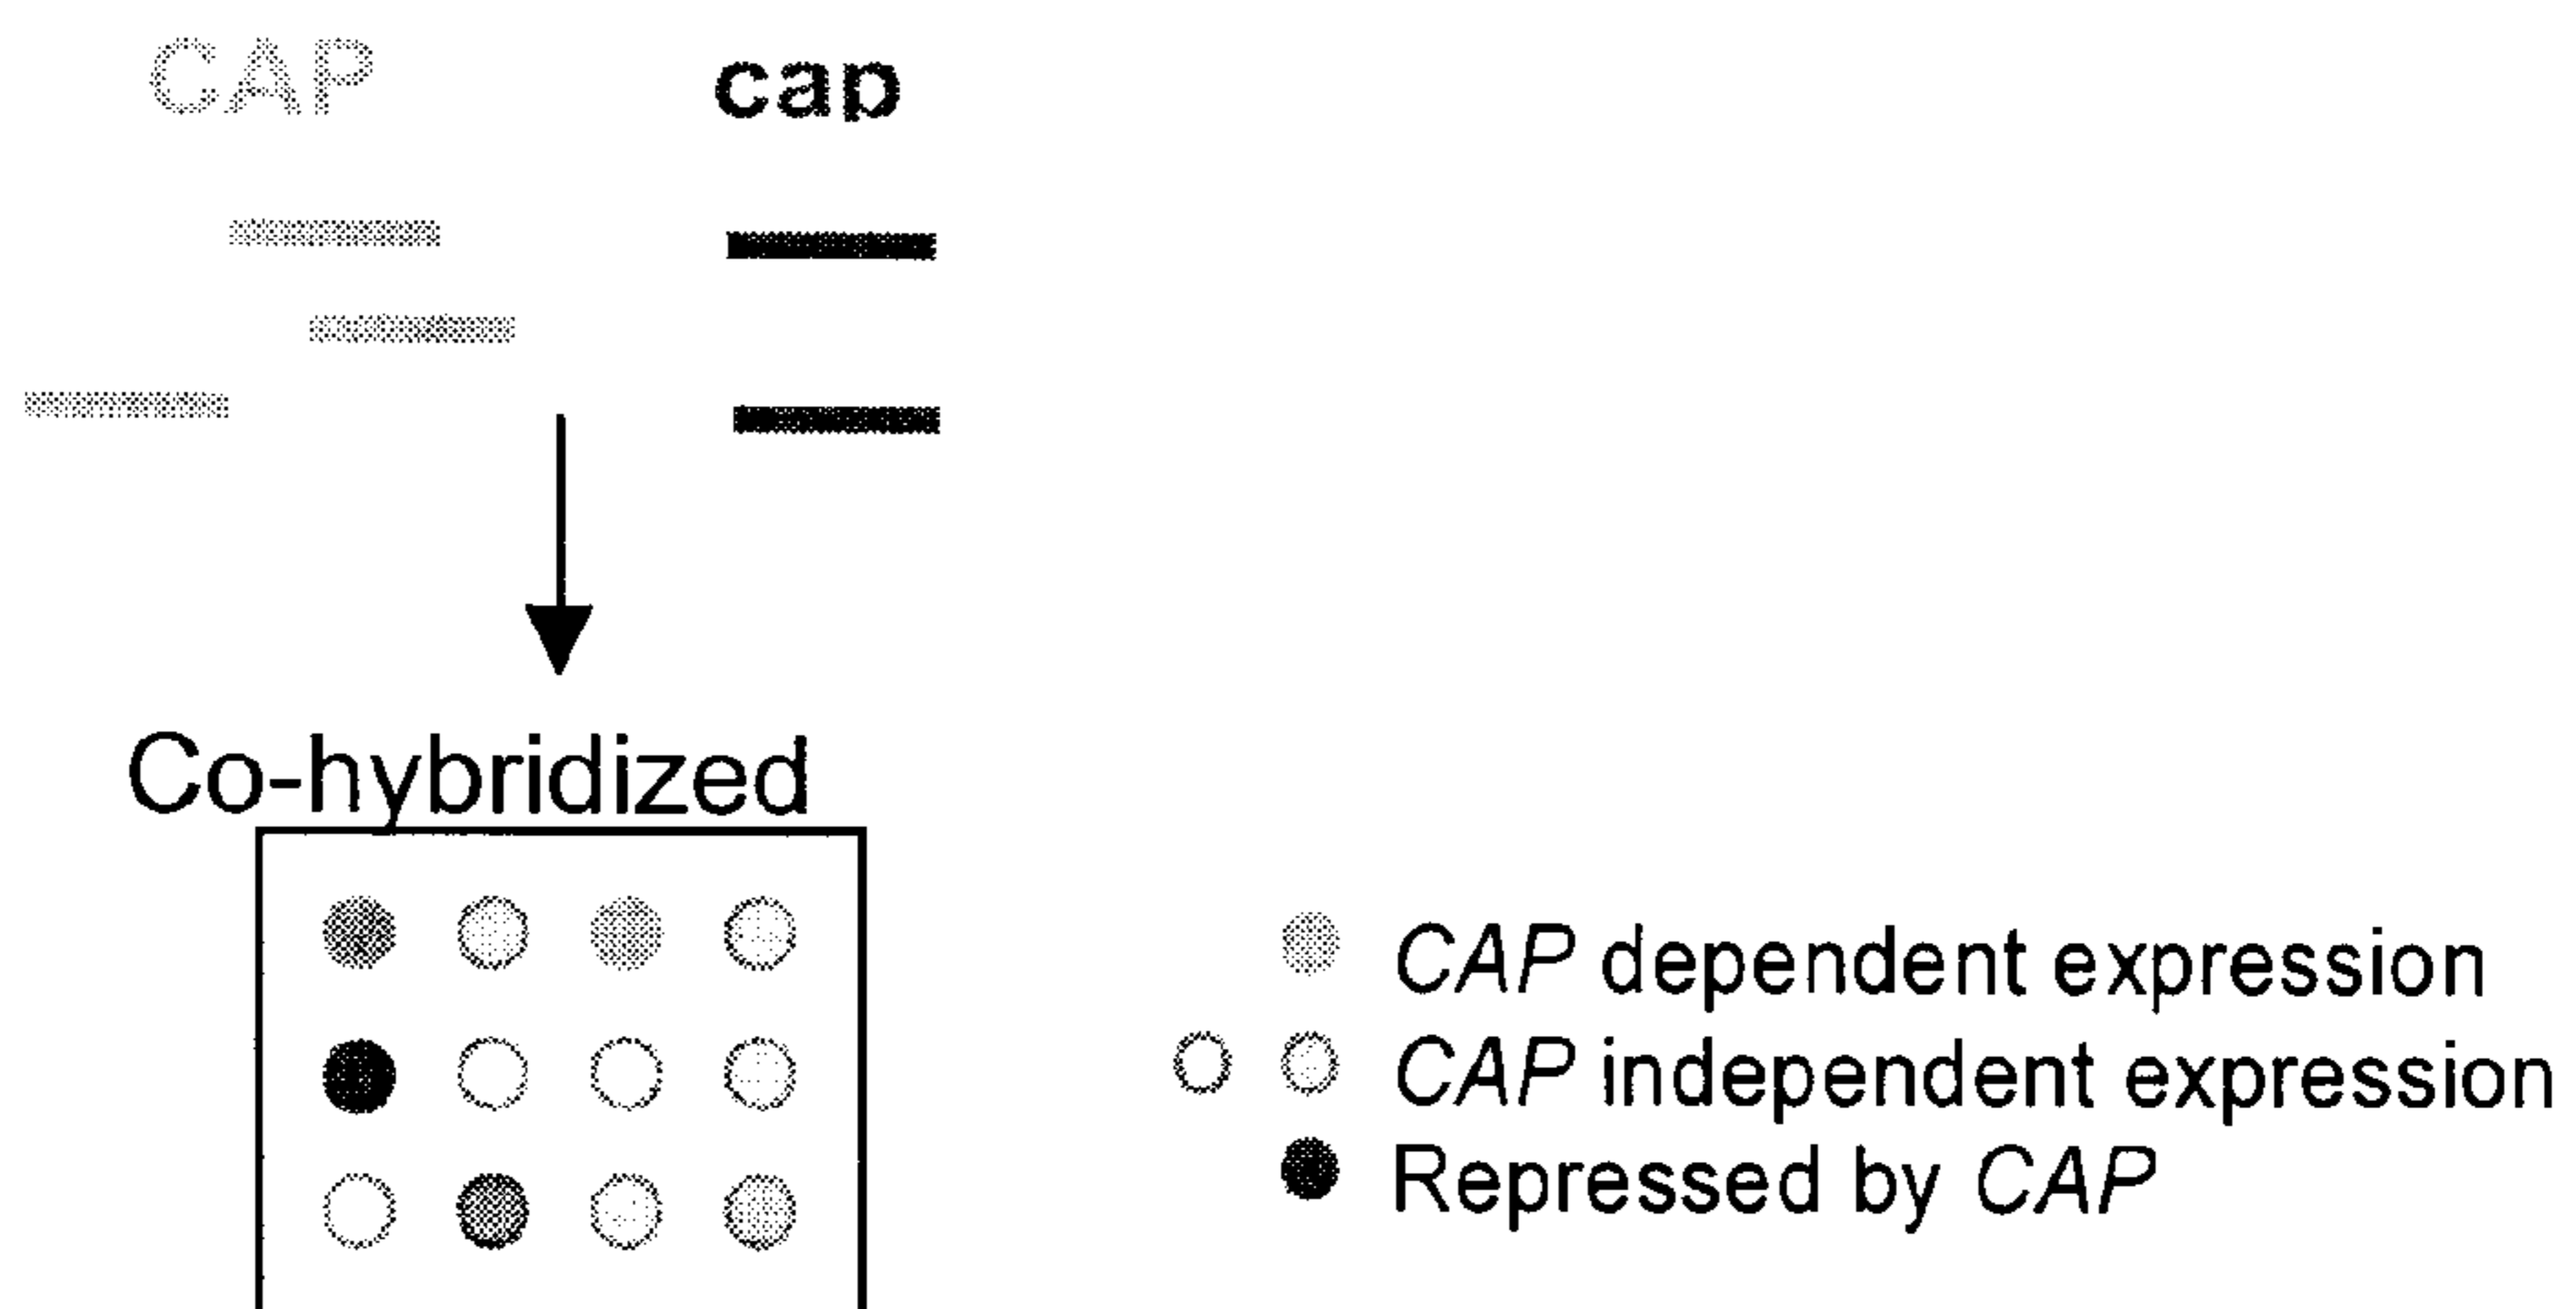 CAP cap
Co-hybridized
CAP dependent expression
CAP independent expression
Repressed by CAP